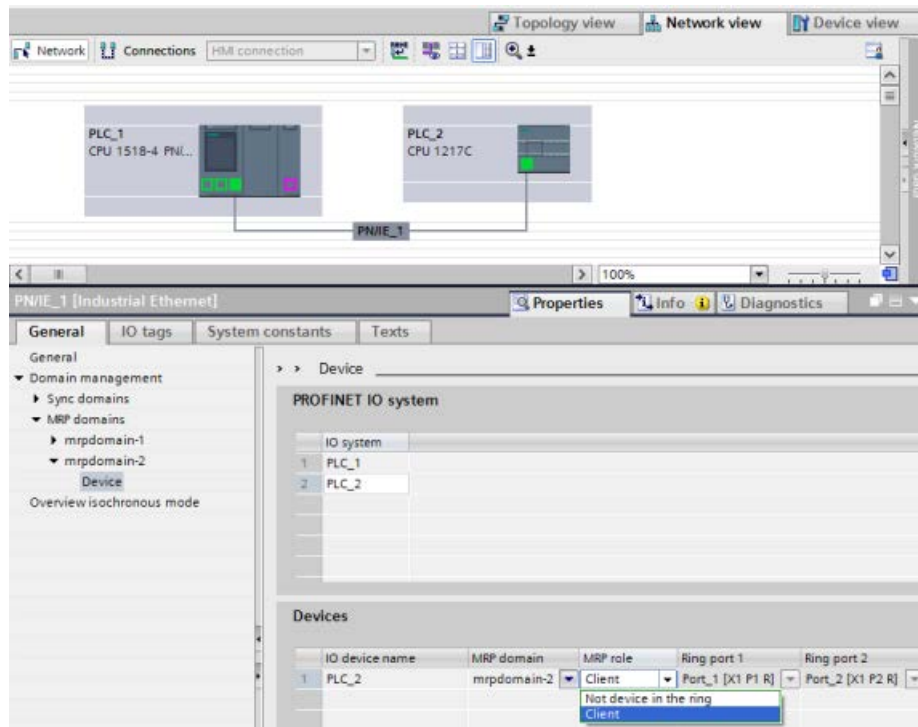 Topology view Network view Device view
Network Connections HMI connection
PLC_1
CPU 1518-4 PN/...
PLC_2
CPU 1217C
PN/IE_1
100%
PN/IE_1 [Industrial Ethernet] Properties Info Diagnostics
General IO tags System constants Texts
General
Domain management
Sync domains
MRP domains
mrpdomain-1
mrpdomain-2
Device
Overview isochronous mode
> > Device
PROFINET IO system
IO system
1 PLC_1
2 PLC_2
Devices
IO device name MRP domain MRP role Ring port 1 Ring port 2
1 PLC_2 mrpdomain-2 Client Port_1 [X1 P1 R] Port_2 [X1 P2 R]
Not device in the ring
Client